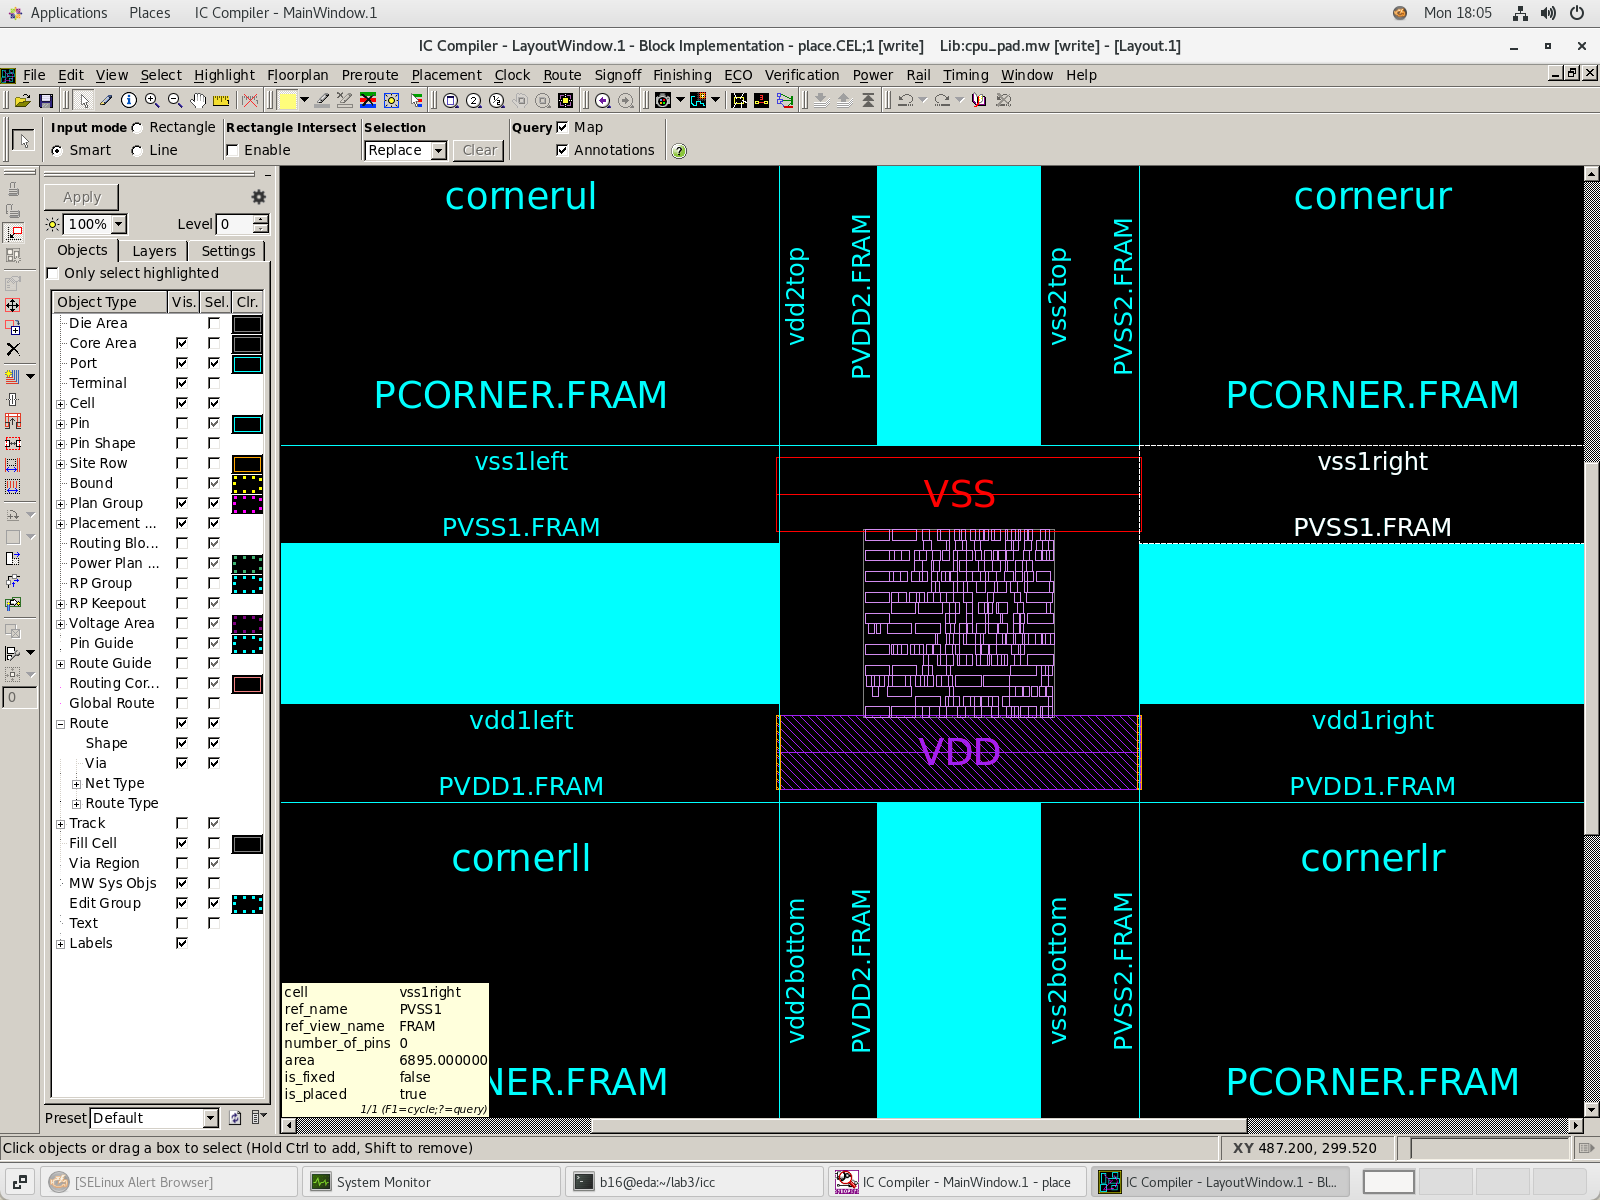 Applications Places IC Compiler - MainWindow.1 Mon 18:05
IC Compiler - LayoutWindow.1 - Block Implementation - place.CEL;1 [write] Lib:cpu_pad.mw [write] - [Layout.1]
File Edit View Select Highlight Floorplan Preroute Placement Clock Route Signoff Finishing ECO Verification Power Rail Timing Window Help
Input mode Rectangle Rectangle Intersect Selection Query Map
Smart Line Enable Replace Clear Annotations
Apply
100% Level 0
Objects Layers Settings
Only select highlighted
Object Type Vis. Sel. Clr.
Die Area
Core Area
Port
Terminal
Cell
Pin
Pin Shape
Site Row
Bound
Plan Group
Placement ...
Routing Blo...
Power Plan ...
RP Group
RP Keepout
Voltage Area
Pin Guide
Route Guide
Routing Cor...
Global Route
Route
Shape
Via
Net Type
Route Type
Track
Fill Cell
Via Region
MW Sys Objs
Edit Group
Text
Labels
0
Preset Default
cornerul
PCORNER.FRAM
vdd2top
PVDD2.FRAM
vss2top
PVSS2.FRAM
cornerur
PCORNER.FRAM
vss1left
PVSS1.FRAM
VSS
vss1right
PVSS1.FRAM
vdd1left
PVDD1.FRAM
VDD
vdd1right
PVDD1.FRAM
cornerll
NER.FRAM
vdd2bottom
PVDD2.FRAM
vss2bottom
PVSS2.FRAM
cornerlr
PCORNER.FRAM
cell vss1right
ref_name PVSS1
ref_view_name FRAM
number_of_pins 0
area 6895.000000
is_fixed false
is_placed true
1/1 (F1=cycle;?=query)
Click objects or drag a box to select (Hold Ctrl to add, Shift to remove) XY 487.200, 299.520
[SELinux Alert Browser] System Monitor b16@eda:~/lab3/icc IC Compiler - MainWindow.1 - place IC Compiler - LayoutWindow.1 - Bl...